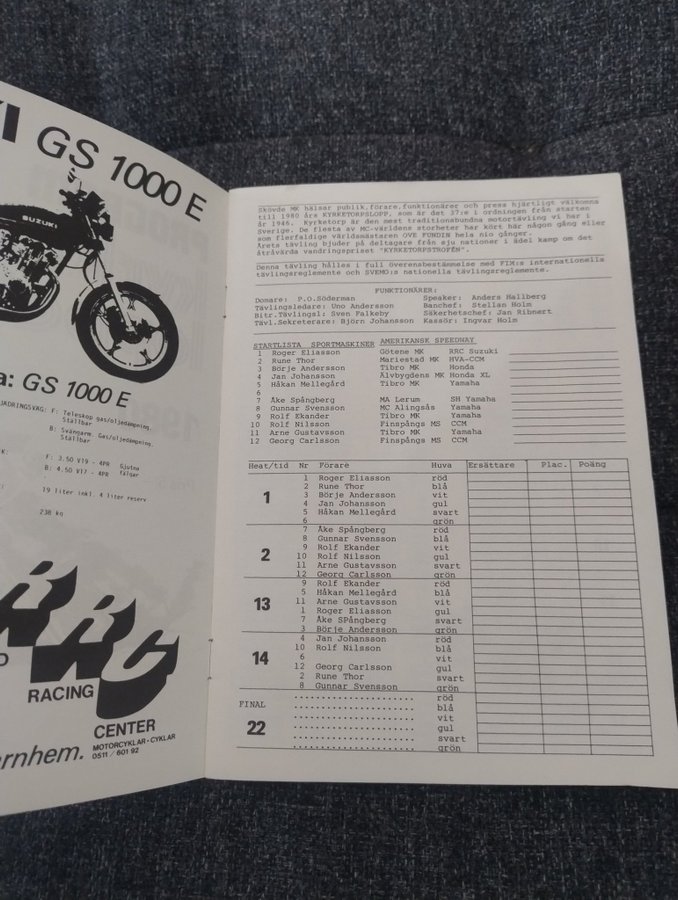 KI GS 1000 E
SUZUKI
a: GS 1000 E
JÄDRINGSVÄG: F: Teleskop gas/oljedämpning.
Ställbar
B: Svängarm. Gas/oljedämpning.
Ställbar
K: F: 3.50 V19 - 4PR Gjutna
B: 4.50 V17 - 4PR fälgar
19 liter inkl. 4 liter reserv
238 kg
RRC
RACING
CENTER
MOTORCYKLAR-CYKLAR
0511 / 601 92
rnhem.
Skövde MK hälsar publik, förare, funktionärer och press hjärtligt välkomna
till 1980 års KYRKETORPSLOPP, som är det 37:e i ordningen från starten
år 1946. Kyrketorp är den mest traditionsbundna motortävling vi har i
Sverige. De flesta av MC-världens storheter har kört här någon gång eller
som flerfaldige världsmästaren OVE FUNDIN hela nio gånger.
Årets tävling bjuder på deltagare från sju nationer i ädel kamp om det
åtråvärda vandringspriset "KYRKETORPSTROFÉN".
Denna tävling hålles i full överensbestämmelse med FIM:s internationella
tävlingsreglemente och SVEMO:s nationella tävlingsreglemente.
FUNKTIONÄRER:
Domare: P.O.Söderman Speaker: Anders Hallberg
Tävlingsledare: Uno Andersson Banchef: Stellan Holm
Bitr.Tävlingsl: Sven Falkeby Säkerhetschef: Jan Ribnert
Tävl.Sekreterare: Björn Johansson Kassör: Ingvar Holm
STARTLISTA SPORTMASKINER AMERIKANSK SPEEDWAY
1 Roger Eliasson Götene MK RRC Suzuki
2 Rune Thor Mariestad MK HVA-CCM
3 Börje Andersson Tibro MK Honda
4 Jan Johansson Älvbygdens MK Honda XL
5 Håkan Mellegård Tibro MK Yamaha
6
7 Åke Spångberg MA Lerum SH Yamaha
8 Gunnar Svensson MC Alingsås Yamaha
9 Rolf Ekander Tibro MK Yamaha
10 Rolf Nilsson Finspångs MS CCM
11 Arne Gustavsson Tibro MK Yamaha
12 Georg Carlsson Finspångs MS CCM
Heat/tid Nr Förare Huva Ersättare Plac. Poäng
1 Roger Eliasson röd
2 Rune Thor blå
1 3 Börje Andersson vit
4 Jan Johansson gul
5 Håkan Mellegård svart
6 grön
7 Åke Spångberg röd
8 Gunnar Svensson blå
2 9 Rolf Ekander vit
10 Rolf Nilsson gul
11 Arne Gustavsson svart
12 Georg Carlsson grön
9 Rolf Ekander röd
5 Håkan Mellegård blå
13 11 Arne Gustavsson vit
1 Roger Eliasson gul
7 Åke SPångberg svart
3 Börje Andersson grön
4 Jan Johansson röd
10 Rolf Nilsson blå
14 6 vit
12 Georg Carlsson gul
2 Rune Thor svart
8 Gunnar Svensson grön
..................... röd
FINAL ..................... blå
..................... vit
22 ..................... gul
..................... svart
..................... grön